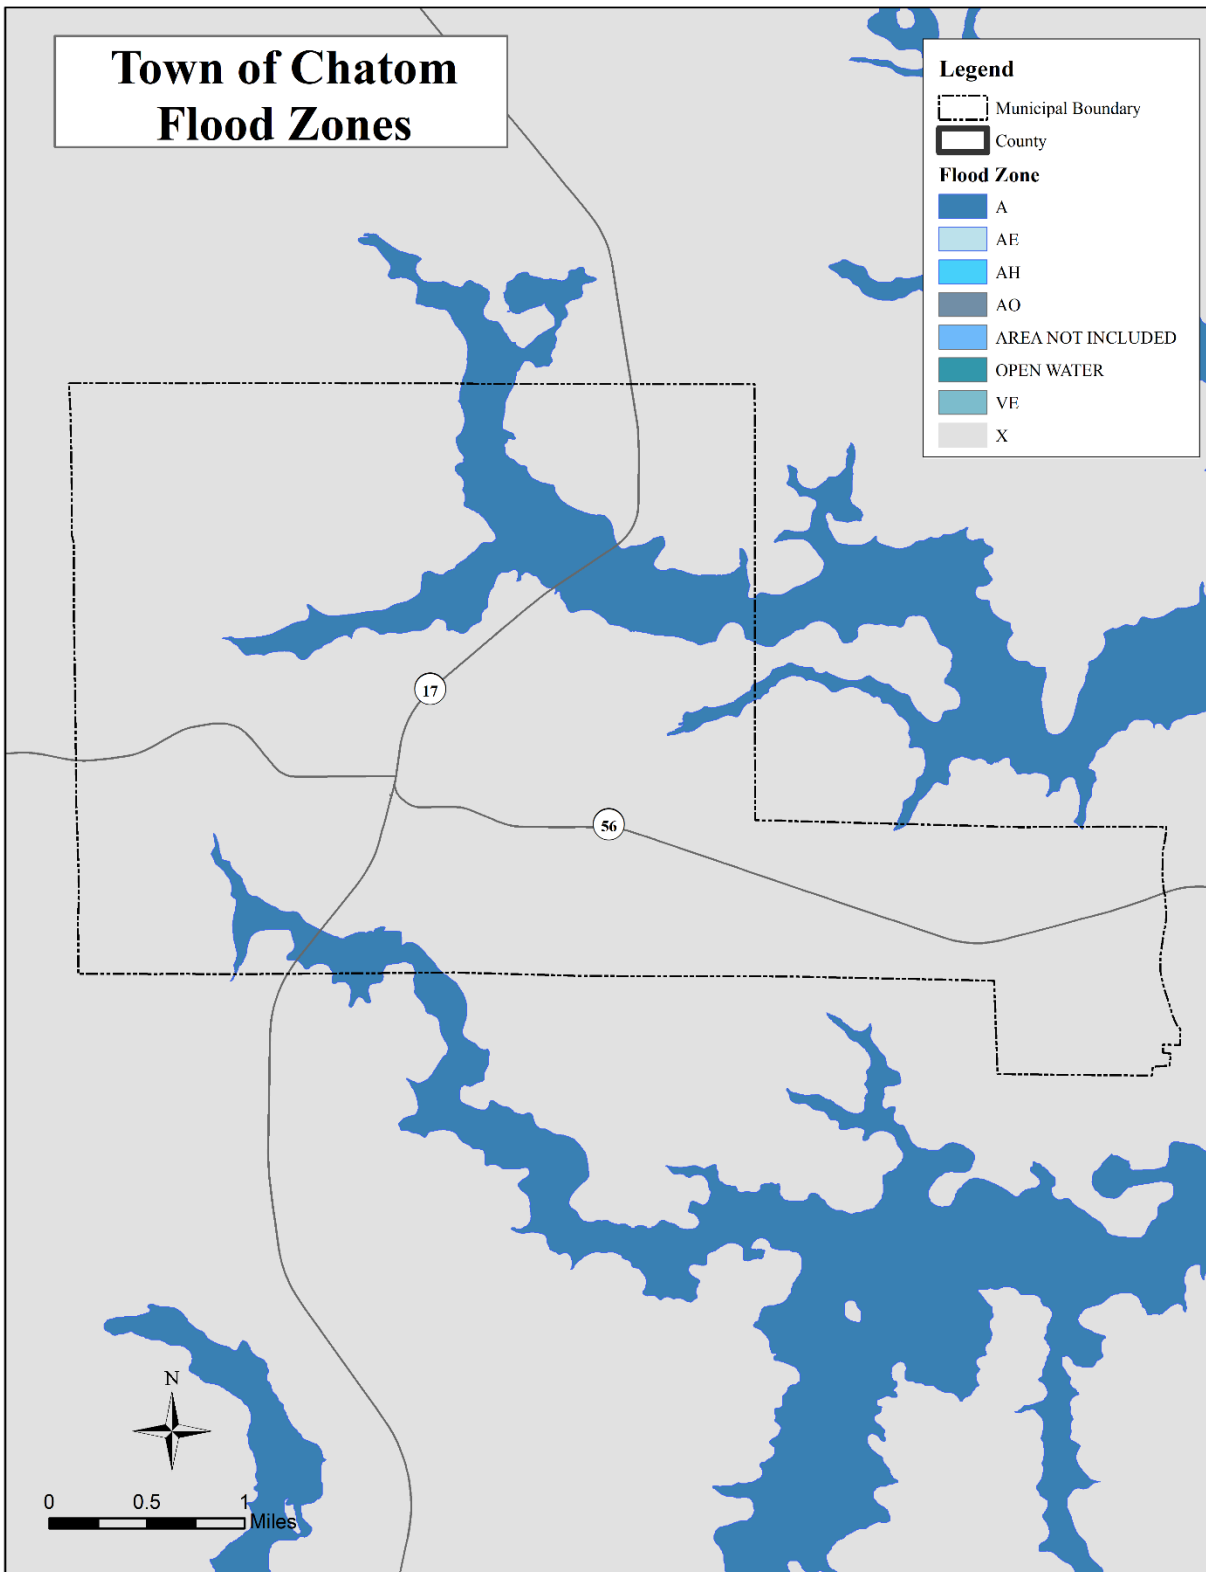 Town of Chatom
Flood Zones
Legend
Municipal Boundary
County
Flood Zone
A
AE
AH
AO
AREA NOT INCLUDED
OPEN WATER
VE
X
17
56
N
0 0.5 1
Miles